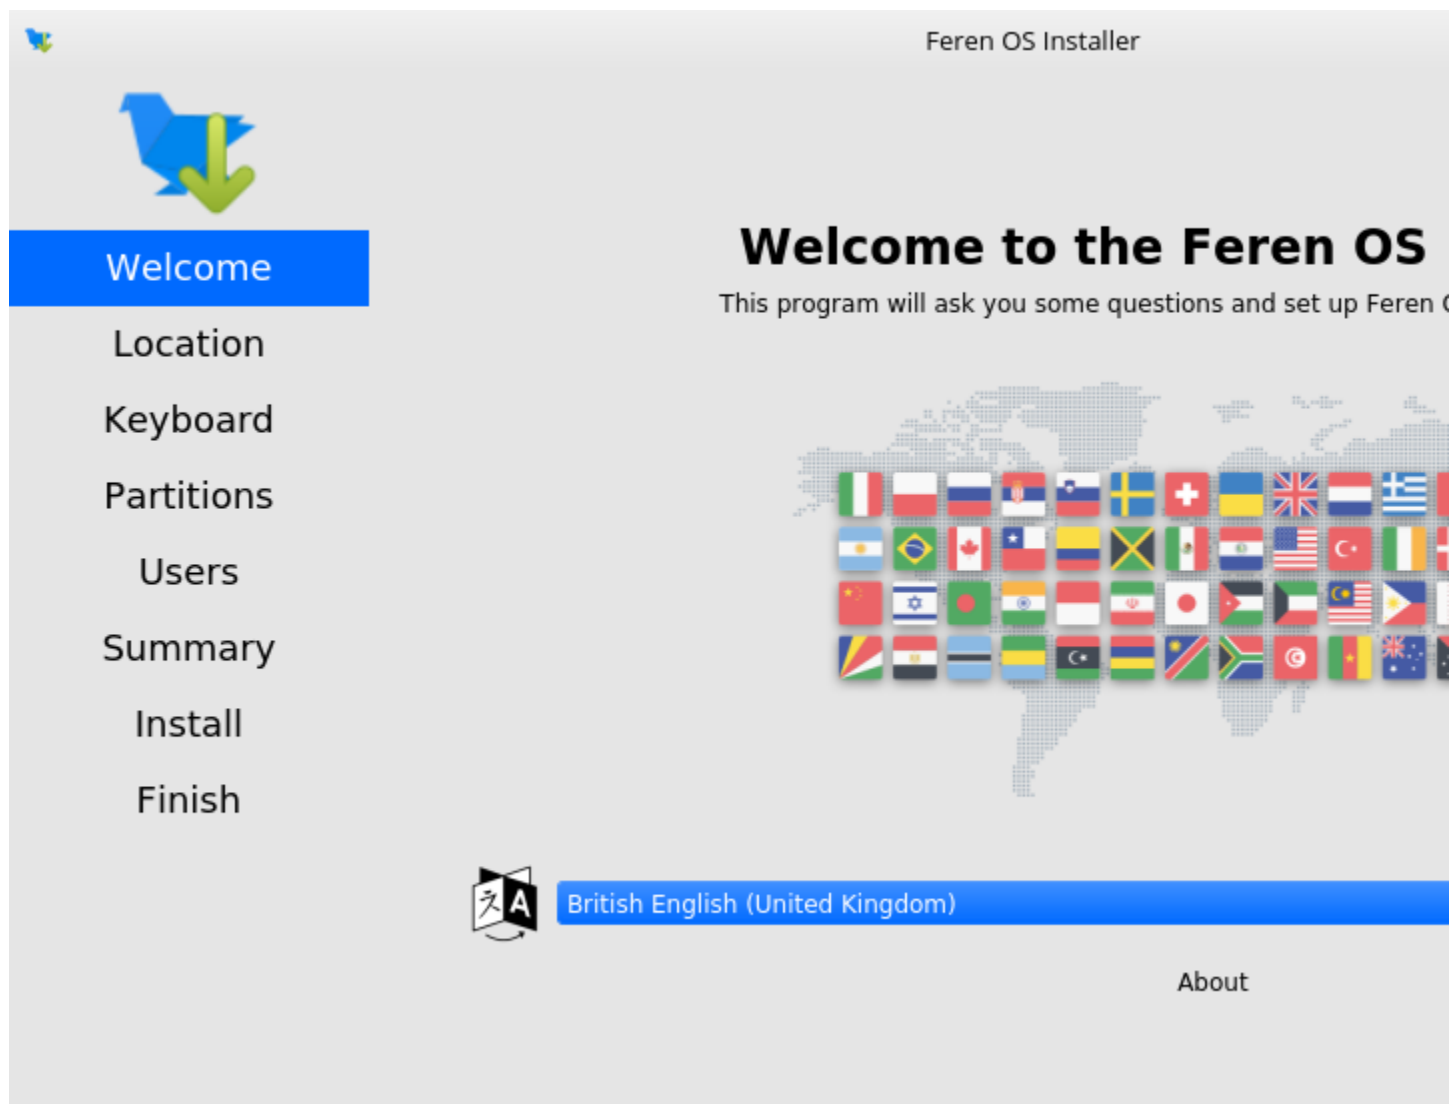 Feren OS Installer
Welcome
Location
Keyboard
Partitions
Users
Summary
Install
Finish
Welcome to the Feren OS
This program will ask you some questions and set up Feren
British English (United Kingdom)
About